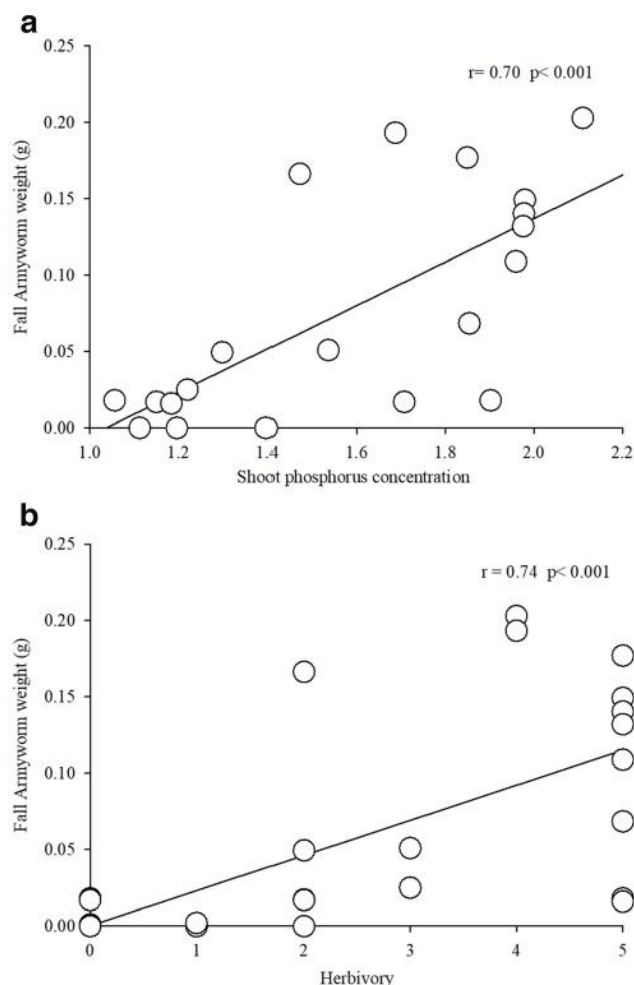 a
0.25
r= 0.70 p< 0.001
0.20
0.15
0.10
0.05
0.00
Fall Armyworm weight (g)
1.0 1.2 1.4 1.6 1.8 2.0 2.2
Shoot phosphorus concentration
b
0.25
r = 0.74 p< 0.001
0.20
0.15
0.10
0.05
0.00
Fall Armyworm weight (g)
0 1 2 3 4 5
Herbivory